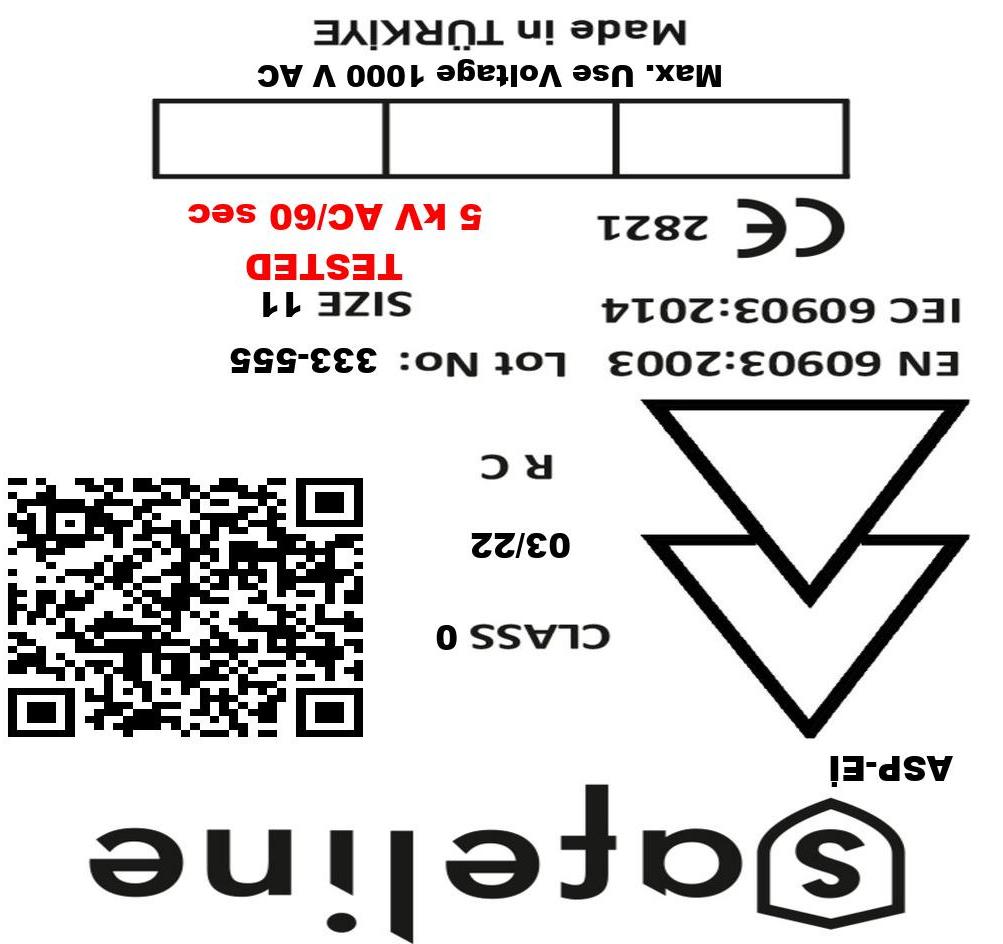 safeline
ASP-Eİ
CLASS 0
03/22
R C
EN 60903:2003 Lot No: 333-555
IEC 60903:2014 SIZE 11
TESTED
CE 2821 5 kV AC/60 sec
Max. Use Voltage 1000 V AC
Made in TÜRKİYE